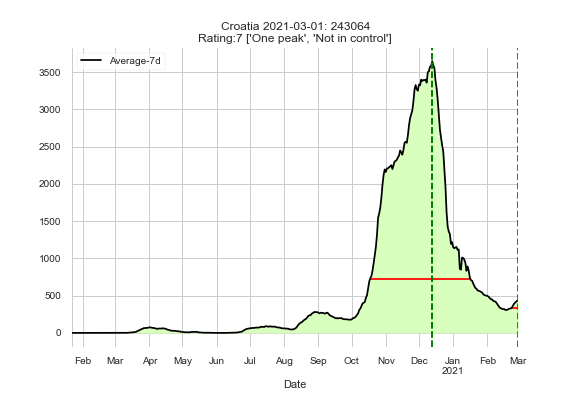 Croatia 2021-03-01: 243064
Rating:7 ['One peak', 'Not in control']
Average-7d
3500
3000
2500
2000
1500
1000
500
0
Feb Mar Apr May Jun Jul Aug Sep Oct Nov Dec Jan Feb Mar
2021
Date